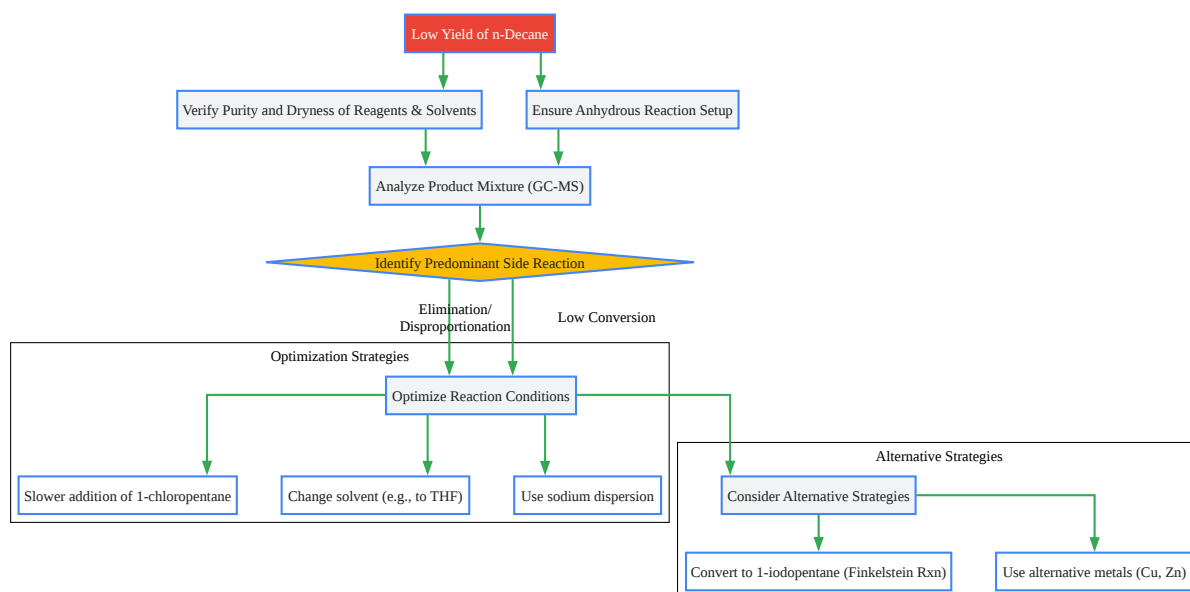 Low Yield of n-Decane
Verify Purity and Dryness of Reagents & Solvents
Ensure Anhydrous Reaction Setup
Analyze Product Mixture (GC-MS)
Identify Predominant Side Reaction
Elimination/
Disproportionation
Low Conversion
Optimization Strategies
Optimize Reaction Conditions
Slower addition of 1-chloropentane
Change solvent (e.g., to THF)
Use sodium dispersion
Alternative Strategies
Consider Alternative Strategies
Convert to 1-iodopentane (Finkelstein Rxn)
Use alternative metals (Cu, Zn)